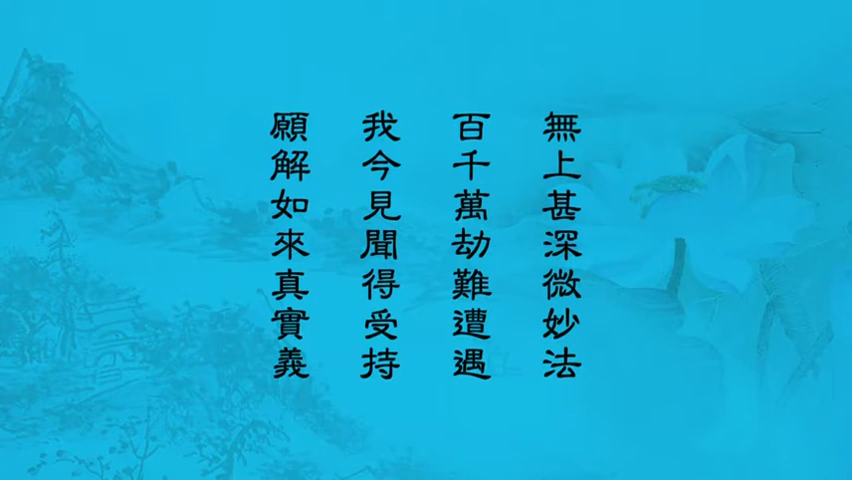 無上甚深微妙法
百千萬劫難遭遇
我今見聞得受持
願解如來真實義